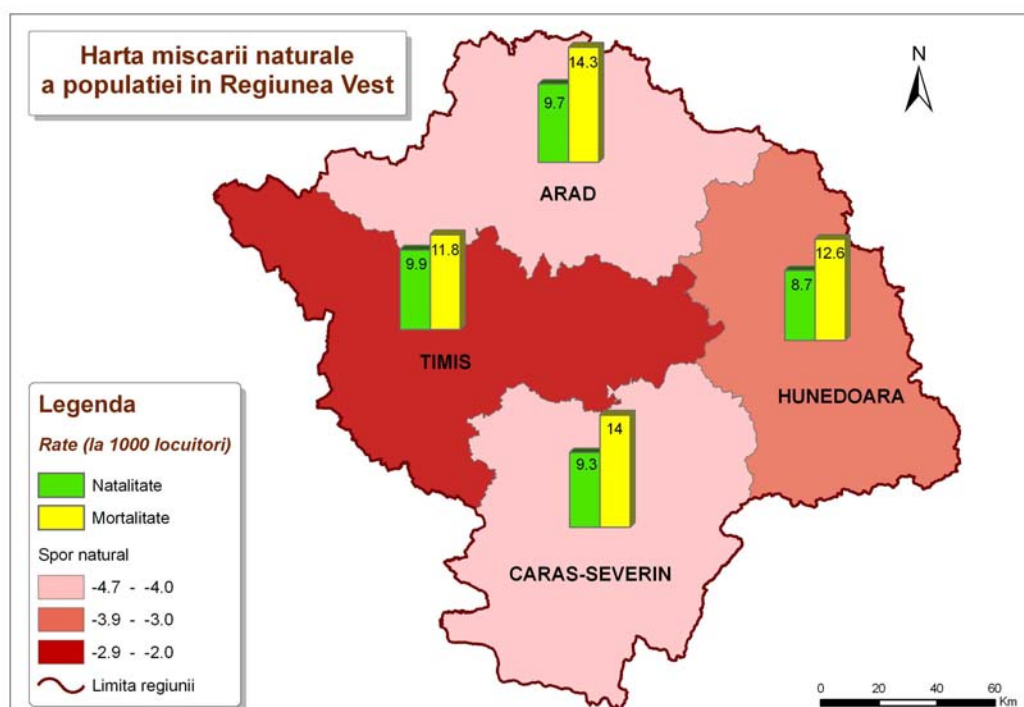 Harta miscarii naturale
a populatiei in Regiunea Vest
N
9.7
14.3
ARAD
9.9
11.8
TIMIS
8.7
12.6
HUNEDOARA
9.3
14
CARAS-SEVERIN
Legenda
Rate (la 1000 locuitori)
Natalitate
Mortalitate
Spor natural
-4.7 - -4.0
-3.9 - -3.0
-2.9 - -2.0
Limita regiunii
0 20 40 60
Km